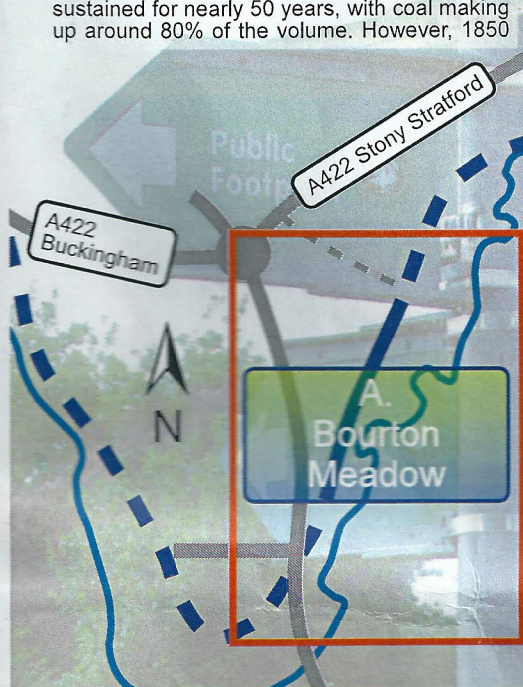 sustained for nearly 50 years, with coal making
up around 80% of the volume. However, 1850
Public
Footp
A422 Stony Stratford
A422
Buckingham
N
A.
Bourton
Meadow